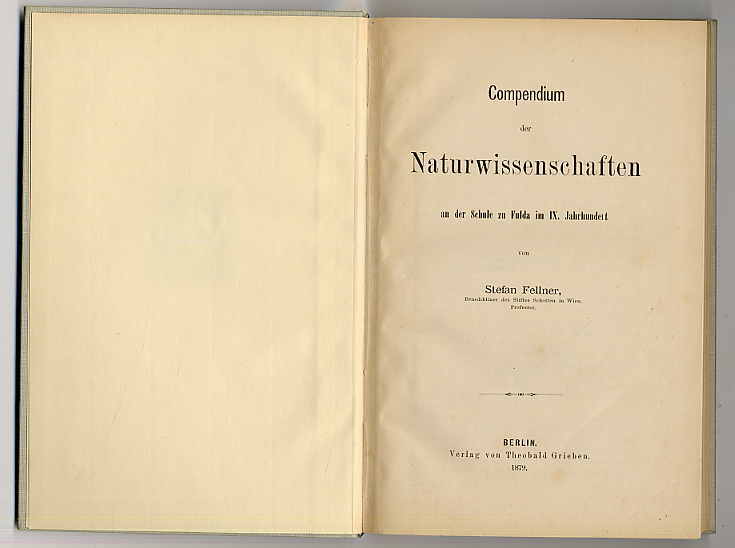 Compendium
der
Naturwissenschaften
an der Schule zu Fulda im IX. Jahrhundert
von
Stefan Fellner,
Benediktiner des Stiftes Schotten in Wien.
Professor.
BERLIN.
Verlag von Theobald Grieben.
1879.